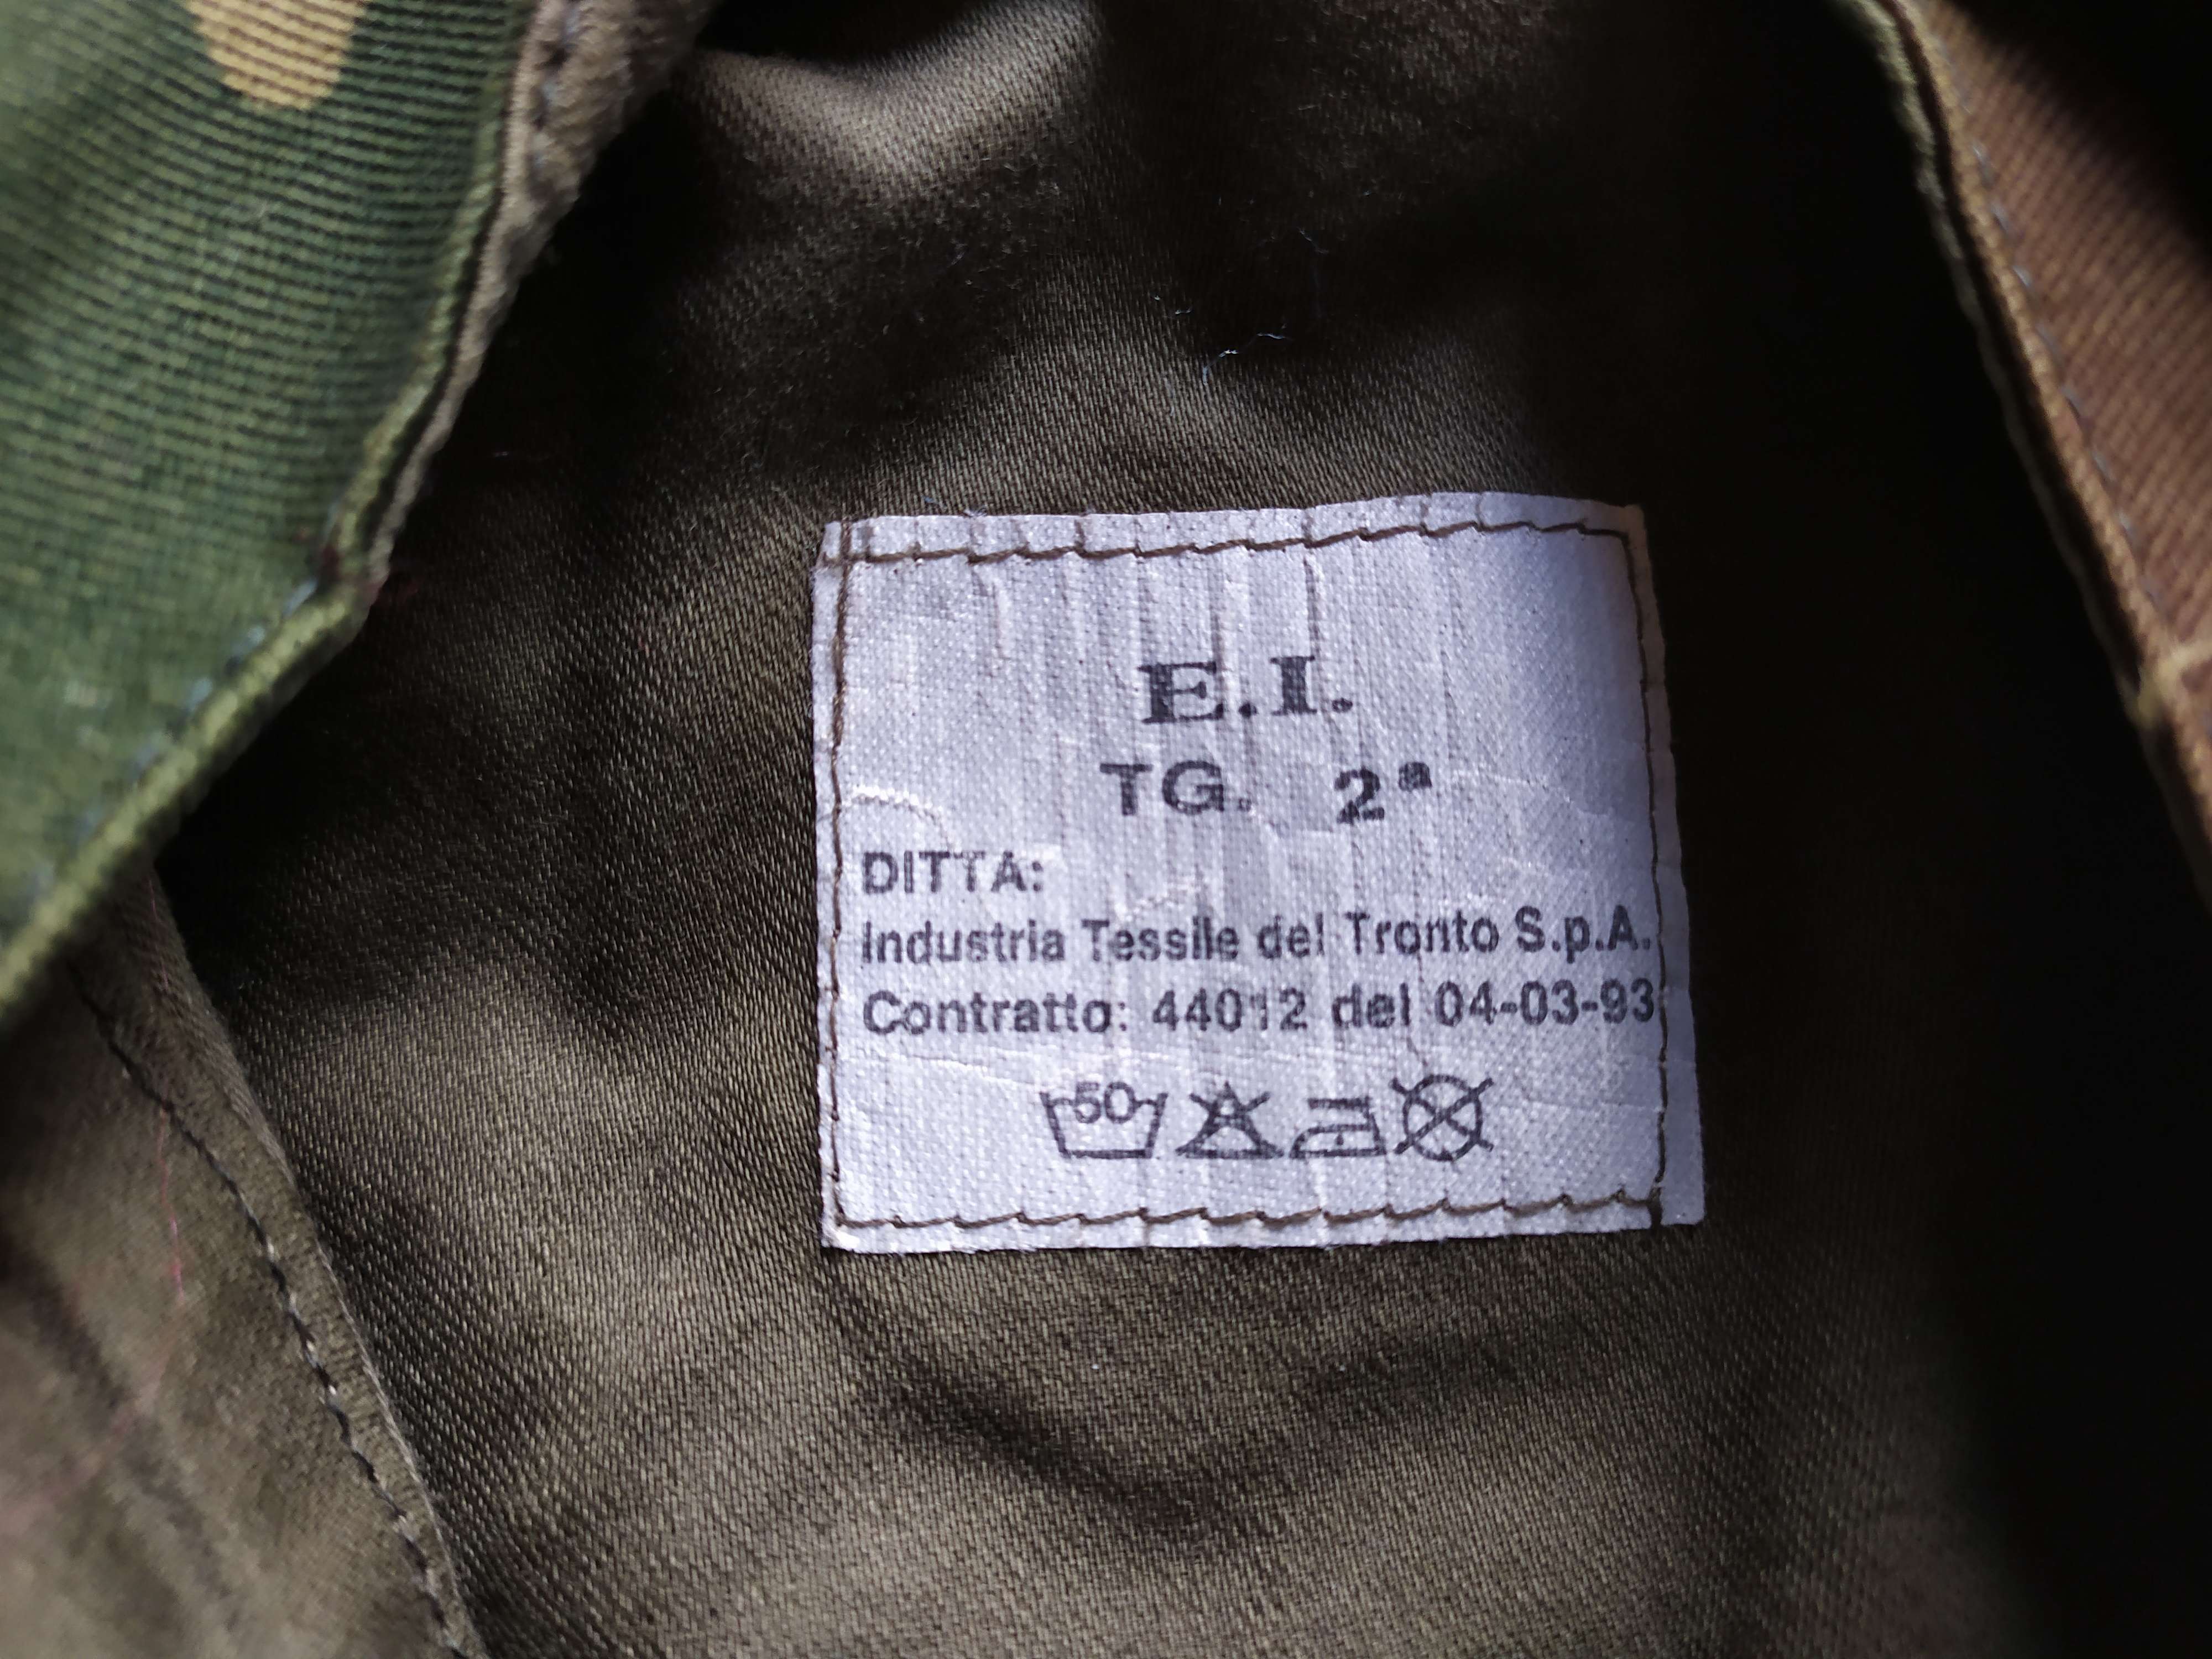 E.I.
TG. 2ª
DITTA:
Industria Tessile del Tronto S.p.A.
Contratto: 44012 del 04-03-93
50